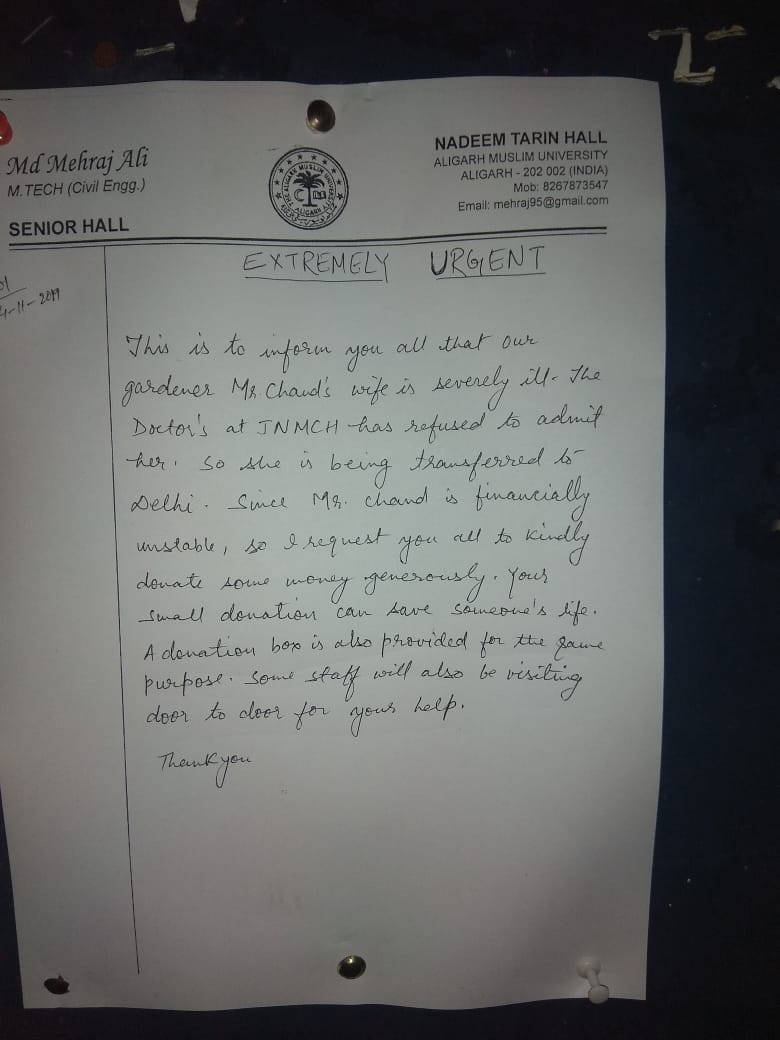 Md Mehraj Ali
M.TECH (Civil Engg.)
SENIOR HALL
NADEEM TARIN HALL
ALIGARH MUSLIM UNIVERSITY
ALIGARH - 202 002 (INDIA)
Mob: 8267873547
Email: mehraj95@gmail.com
THE ALIGARH MUSLIM UNIVERSITY
ALIGARH
EXTREMELY URGENT
This is to inform you all that our
gardener Mr. Chand's wife is severely ill. The
Doctor's at JNMCH has refused to admit
her. So she is being transferred to
Delhi. Since Mr. Chand is financially
unstable, so I request you all to kindly
donate some money generously. Your
small donation can save someone's life.
A donation box is also provided for the same
purpose. Some staff will also be visiting
door to door for your help.
Thank you